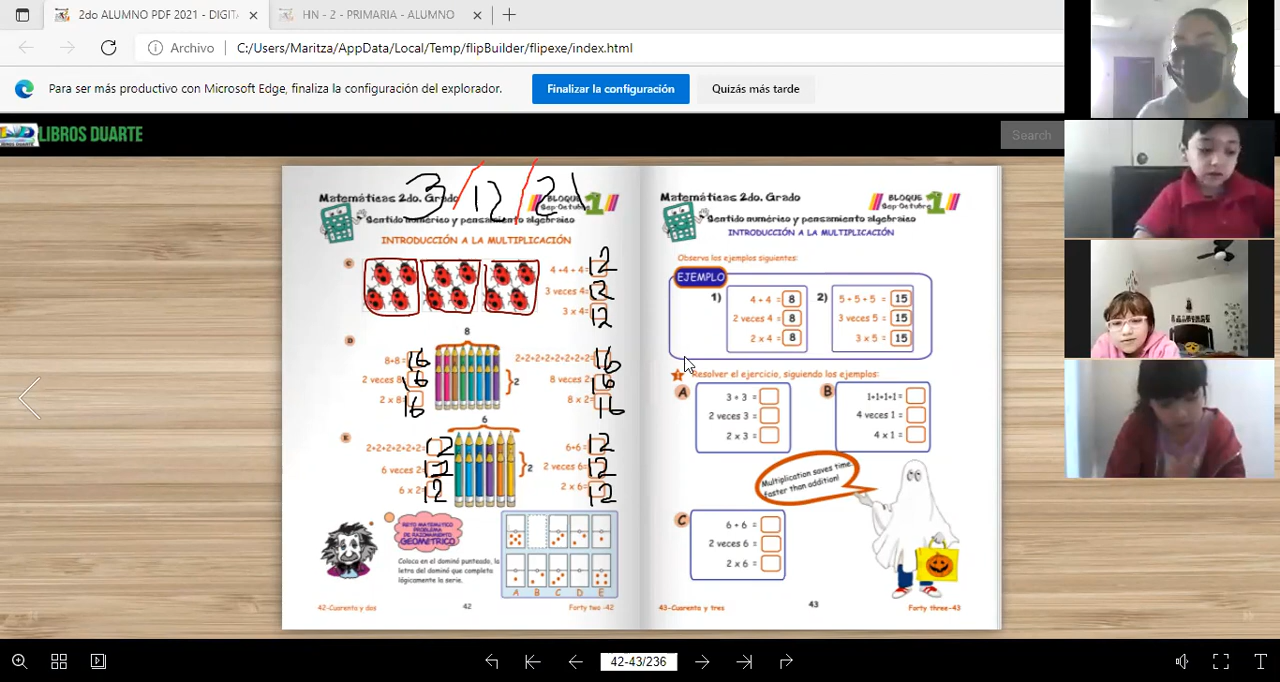 2do ALUMNO PDF 2021 - DIGITA
HN - 2 - PRIMARIA - ALUMNO
Archivo
C:/Users/Maritza/AppData/Local/Temp/flipBuilder/flipexe/index.html
Para ser más productivo con Microsoft Edge, finaliza la configuración del explorador.
Finalizar la configuración
Quizás más tarde
LIBROS DUARTE
Search
3/12/21
Matemáticas 2do. Grado
BLOQUE 1
Sep-Octubre
Sentido numérico y pensamiento algebraico
INTRODUCCIÓN A LA MULTIPLICACIÓN
C
4+4+4= 12
3 veces 4= 12
3 x 4= 12
D
8
8+8= 16
2 veces 8= 16
2 x 8= 16
2
2+2+2+2+2+2+2+2= 16
8 veces 2= 16
8 x 2= 16
E
6
2+2+2+2+2+2= 12
6 veces 2= 12
6 x 2= 12
2
6+6= 12
2 veces 6= 12
2 x 6= 12
RETO MATEMÁTICO
PROBLEMA
DE RAZONAMIENTO
GEOMÉTRICO
Coloca en el dominó punteado, la
letra del dominó que completa
lógicamente la serie.
A B C D E
42-Cuarenta y dos
42
Forty two -42
Matemáticas 2do. Grado
BLOQUE 1
Sep-Octubre
Sentido numérico y pensamiento algebraico
INTRODUCCIÓN A LA MULTIPLICACIÓN
Observa los ejemplos siguientes:
EJEMPLO
1)
4 + 4 = 8
2 veces 4 = 8
2 x 4 = 8
2)
5 + 5 + 5 = 15
3 veces 5 = 15
3 x 5 = 15
1 Resolver el ejercicio, siguiendo los ejemplos:
A
3 + 3 =
2 veces 3 =
2 x 3 =
B
1+1+1+1 =
4 veces 1 =
4 x 1 =
Multiplication saves time,
faster than addition!
C
6 + 6 =
2 veces 6 =
2 x 6 =
43-Cuarenta y tres
43
Forty three-43
42-43/236